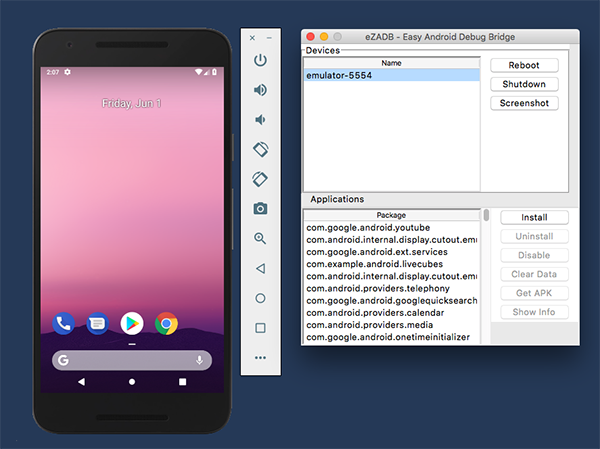 2:07
Friday, Jun 1
G
eZADB - Easy Android Debug Bridge
Devices
Name
emulator-5554
Reboot
Shutdown
Screenshot
Applications
Package
com.google.android.youtube
com.android.internal.display.cutout.emu
com.google.android.ext.services
com.example.android.livecubes
com.android.internal.display.cutout.emu
com.android.providers.telephony
com.google.android.googlequicksearch
com.android.providers.calendar
com.android.providers.media
com.google.android.onetimeinitializer
Install
Uninstall
Disable
Clear Data
Get APK
Show Info